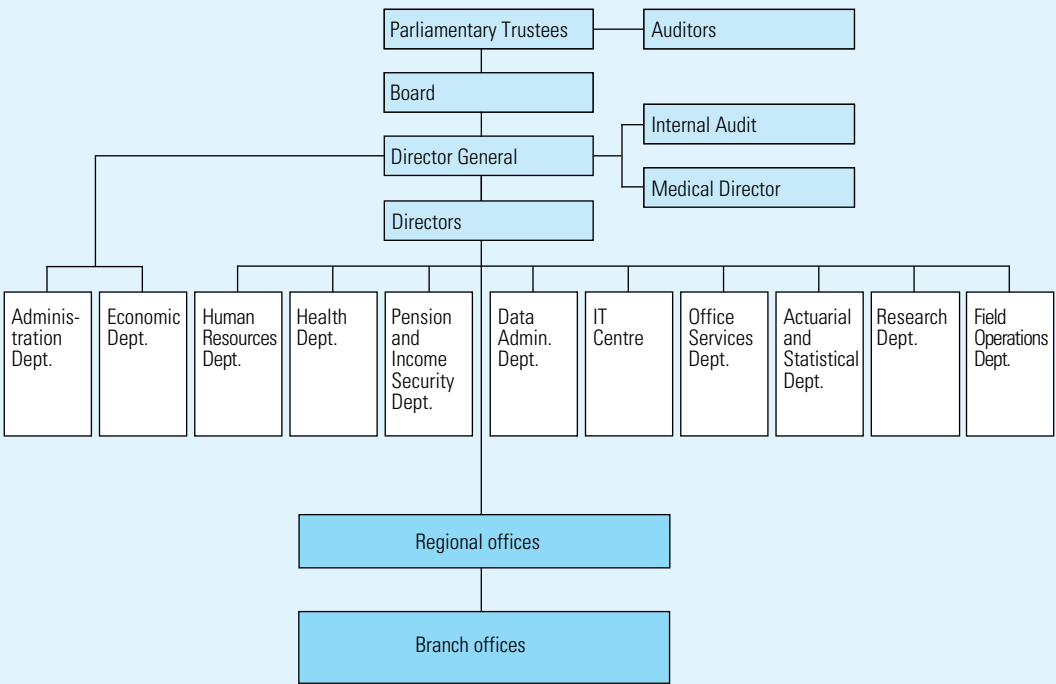 Parliamentary Trustees
Auditors
Board
Internal Audit
Director General
Medical Director
Directors
Adminis-
tration
Dept.
Economic
Dept.
Human
Resources
Dept.
Health
Dept.
Pension
and
Income
Security
Dept.
Data
Admin.
Dept.
IT
Centre
Office
Services
Dept.
Actuarial
and
Statistical
Dept.
Research
Dept.
Field
Operations
Dept.
Regional offices
Branch offices